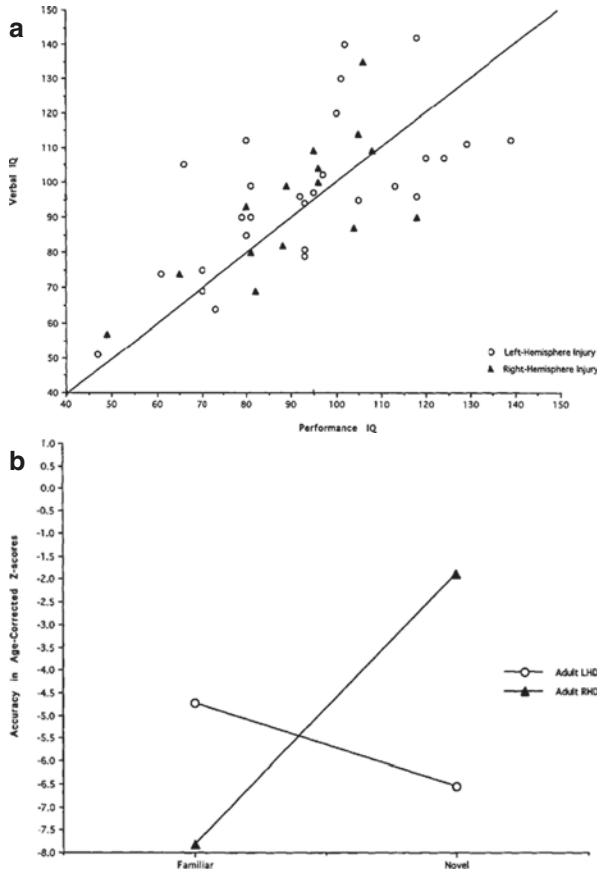 a
150
140
130
120
110
100
90
80
70
60
50
40
Verbal IQ
40 50 60 70 80 90 100 110 120 130 140 150
Performance IQ
Left-Hemisphere Injury
Right-Hemisphere Injury
b
1.0
0.5
0.0
-0.5
-1.0
-1.5
-2.0
-2.5
-3.0
-3.5
-4.0
-4.5
-5.0
-5.5
-6.0
-6.5
-7.0
-7.5
-8.0
Accuracy in Age-Corrected Z-scores
Familiar Novel
Adult LHD
Adult RHD